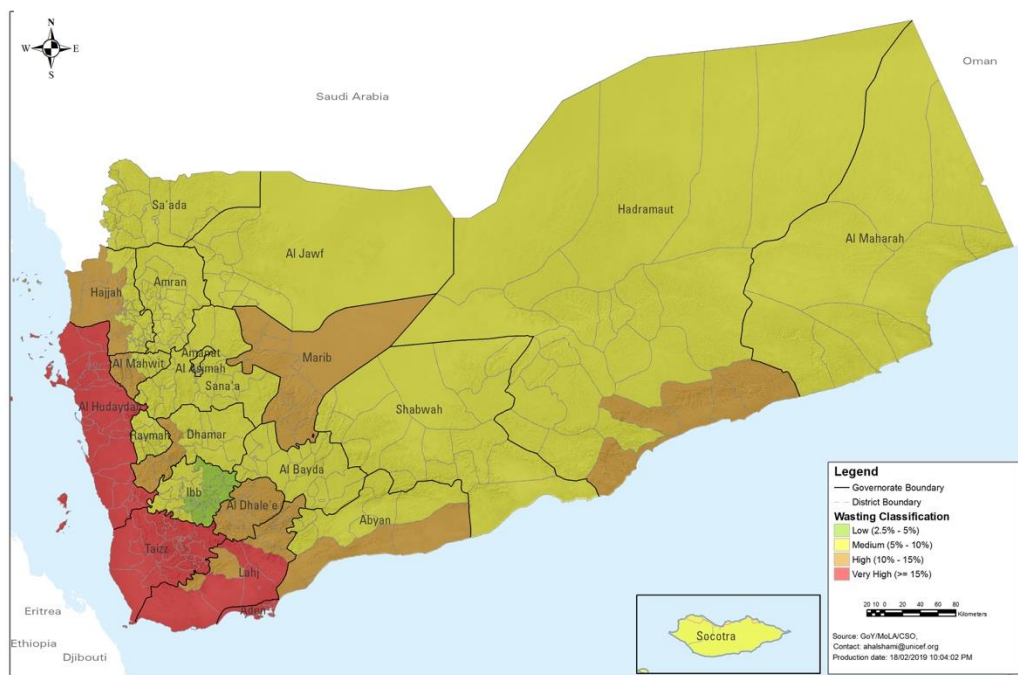 N
W E
S
Saudi Arabia
Oman
Sa'ada
Al Jawf
Hadramaut
Al Maharah
Hajjah
Amran
Marib
Amanat
Al Asimah
Al Mahwit
Sana'a
Al Hudaydah
Shabwah
Raymah
Dhamar
Al Bayda
Ibb
Al Dhale'e
Abyan
Taizz
Lahj
Aden
Eritrea
Ethiopia
Djibouti
Socotra
Legend
Governorate Boundary
District Boundary
Wasting Classification
Low (2.5% - 5%)
Medium (5% - 10%)
High (10% - 15%)
Very High (>= 15%)
20 10 0 20 40 60 80
Kilometers
Source: GoY/MoLA/CSO,
Contact: ahalshami@unicef.org
Production date: 18/02/2019 10:04:02 PM